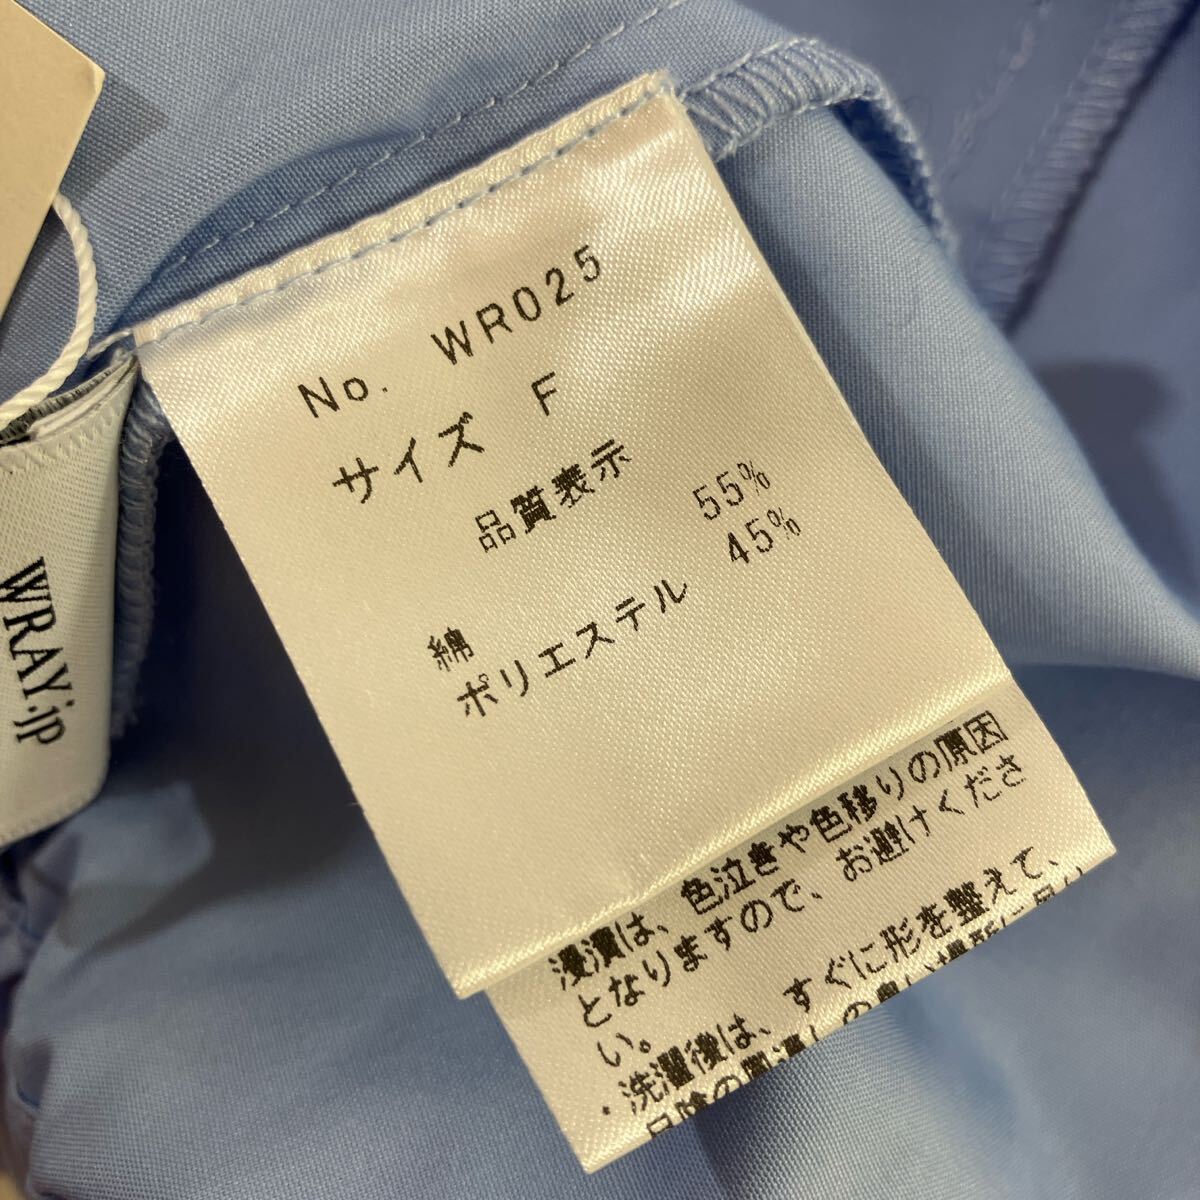 No. WR025
サイズ F
品質表示
綿 55%
ポリエステル 45%
浸漬は、色泣きや色移りの原因
となりますので、お避けくださ
い。
・洗濯後は、すぐに形を整えて、
WRAY.jp